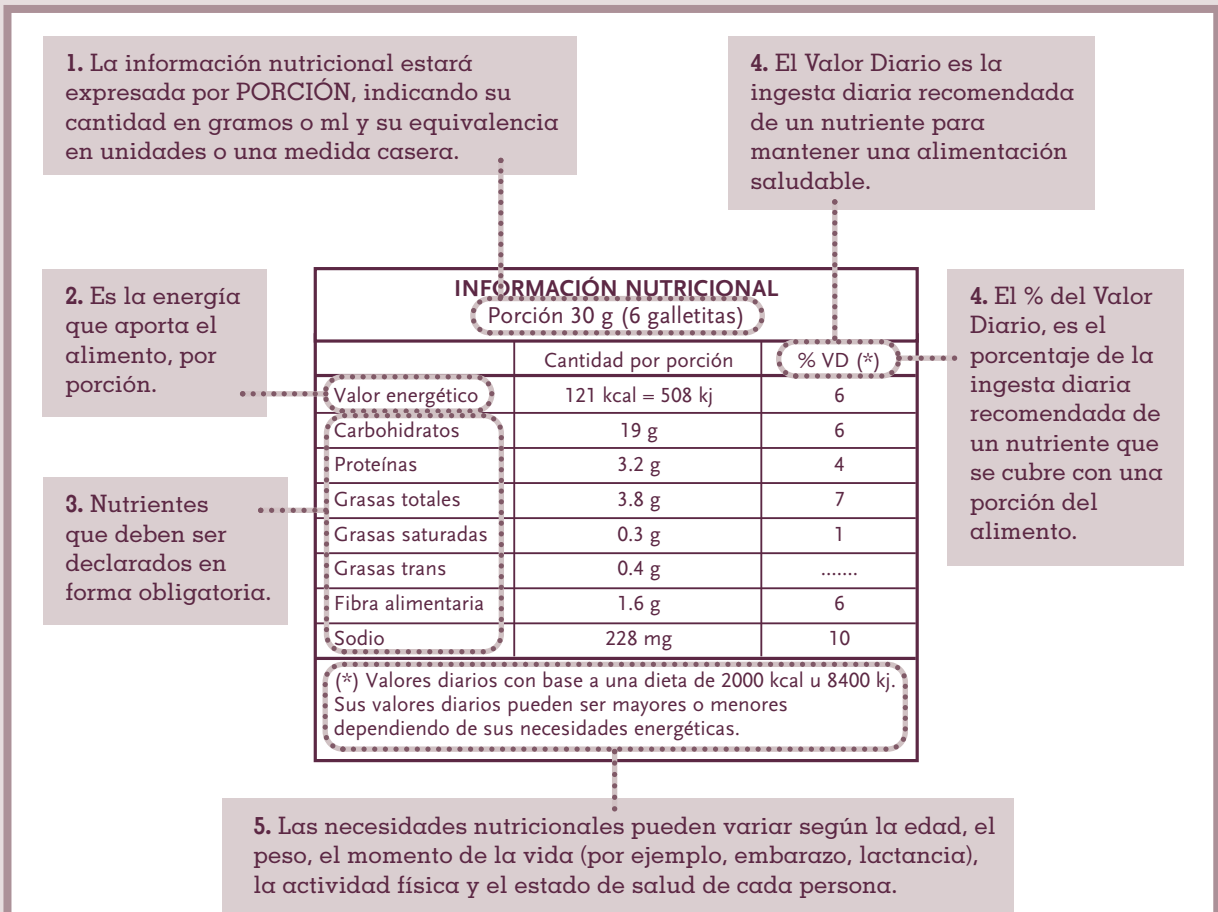 1. La información nutricional estará
expresada por PORCIÓN, indicando su
cantidad en gramos o ml y su equivalencia
en unidades o una medida casera.
4. El Valor Diario es la
ingesta diaria recomendada
de un nutriente para
mantener una alimentación
saludable.
2. Es la energía
que aporta el
alimento, por
porción.
3. Nutrientes
que deben ser
declarados en
forma obligatoria.
INFORMACIÓN NUTRICIONAL
Porción 30 g (6 galletitas)
Cantidad por porción % VD (*)
Valor energético 121 kcal = 508 kj 6
Carbohidratos 19 g 6
Proteínas 3.2 g 4
Grasas totales 3.8 g 7
Grasas saturadas 0.3 g 1
Grasas trans 0.4 g .......
Fibra alimentaria 1.6 g 6
Sodio 228 mg 10
(*) Valores diarios con base a una dieta de 2000 kcal u 8400 kj.
Sus valores diarios pueden ser mayores o menores
dependiendo de sus necesidades energéticas.
4. El % del Valor
Diario, es el
porcentaje de la
ingesta diaria
recomendada de
un nutriente que
se cubre con una
porción del
alimento.
5. Las necesidades nutricionales pueden variar según la edad, el
peso, el momento de la vida (por ejemplo, embarazo, lactancia),
la actividad física y el estado de salud de cada persona.